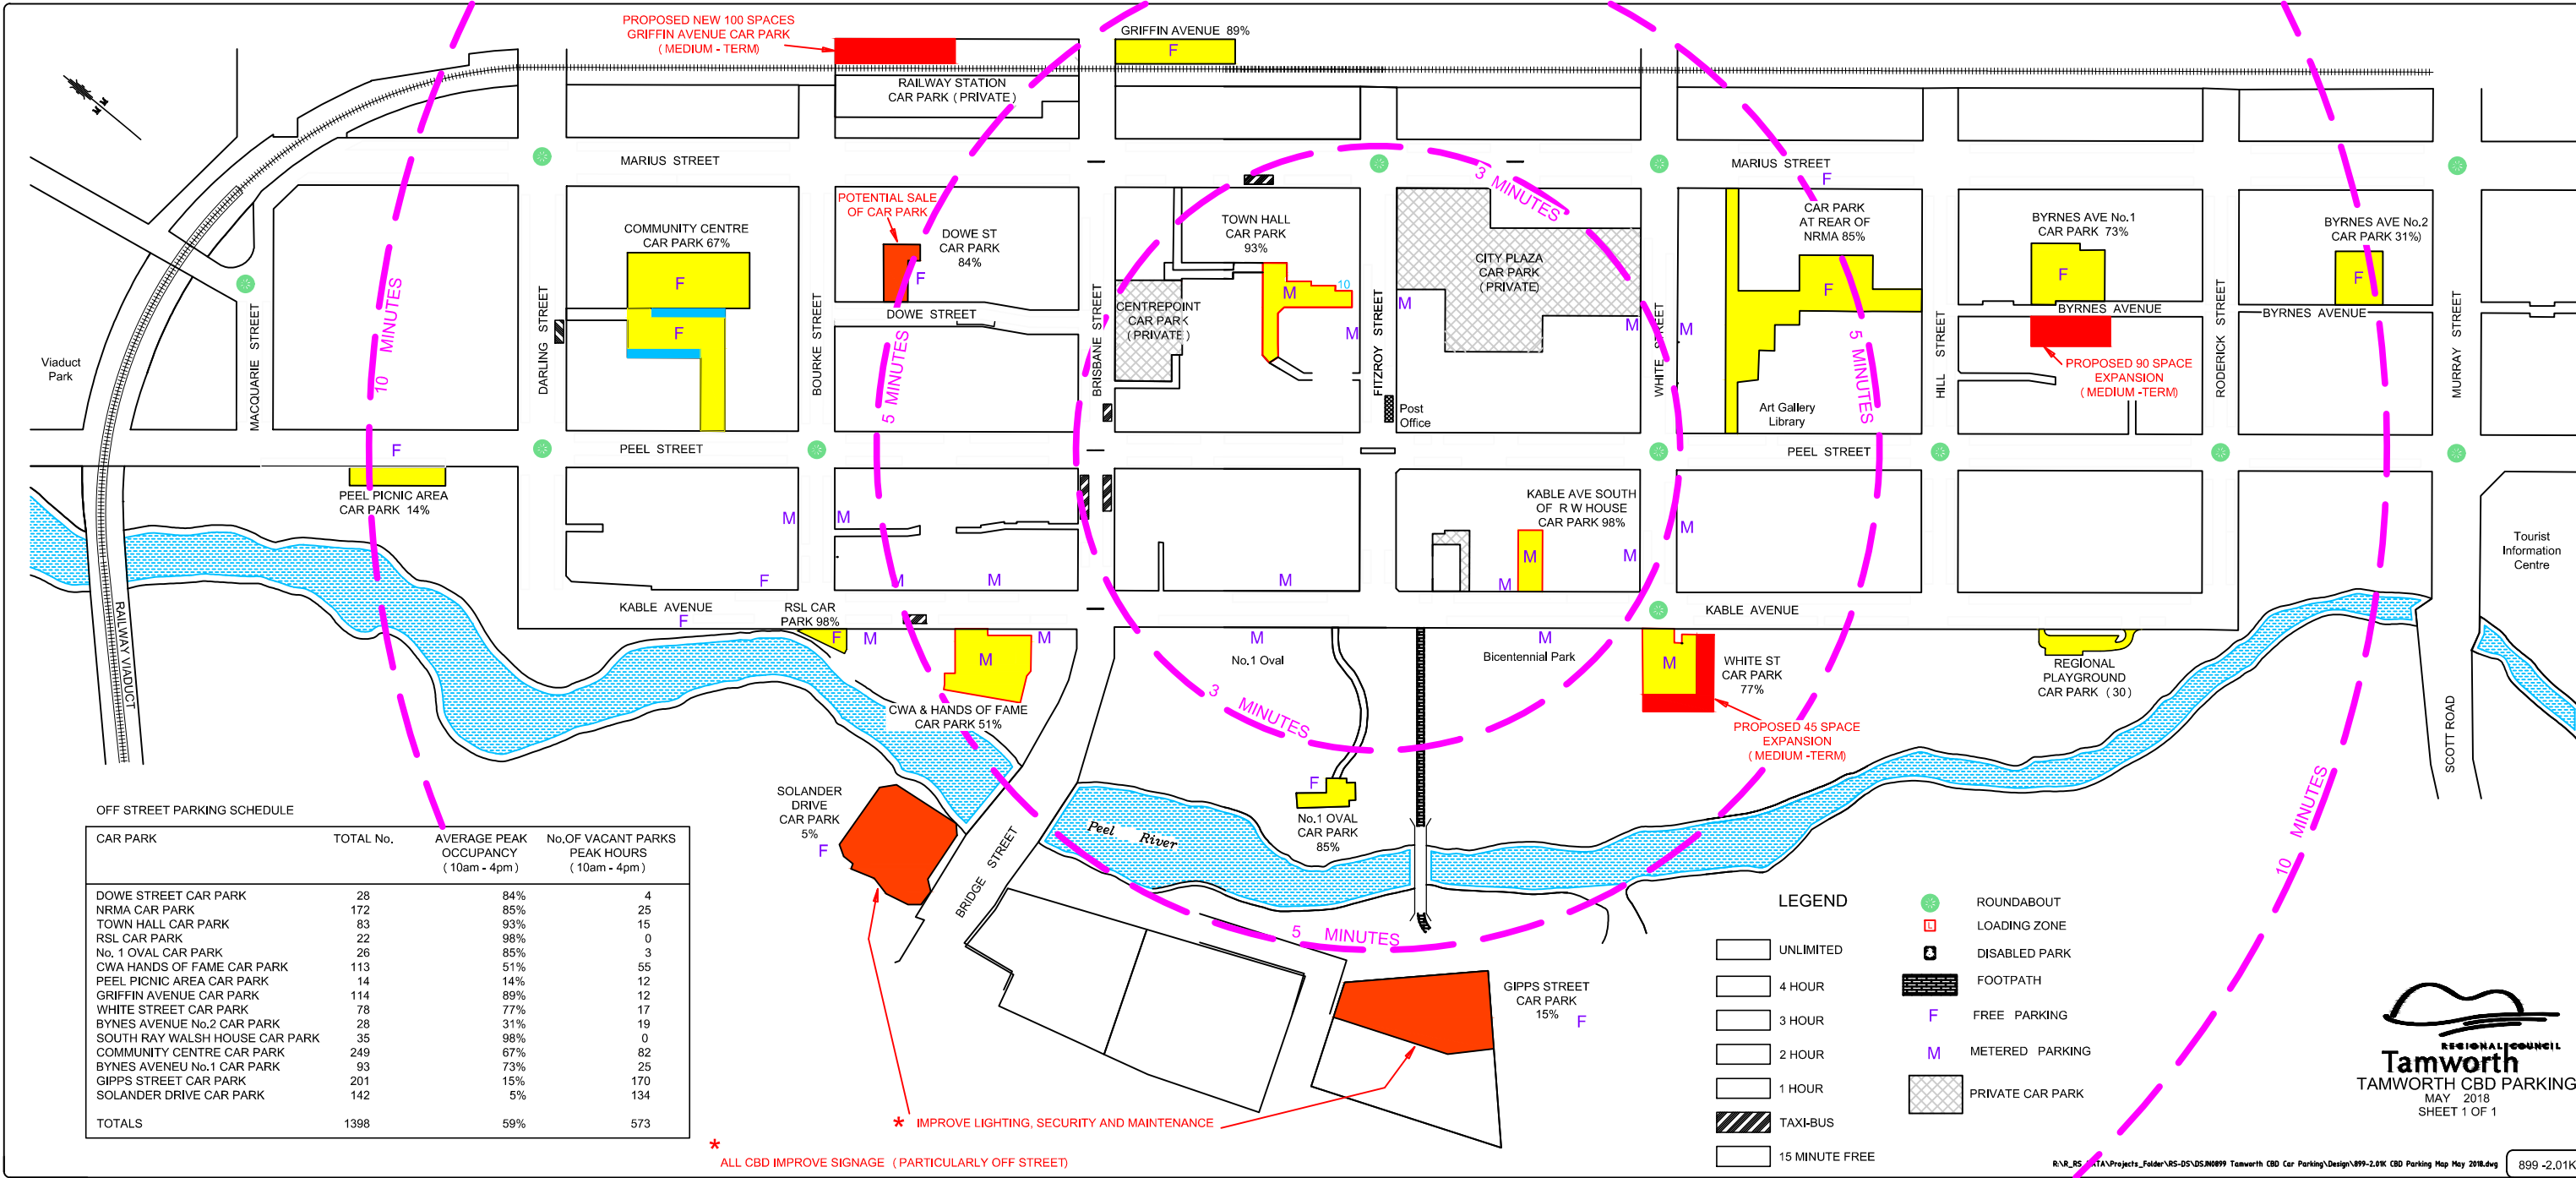 PROPOSED NEW 100 SPACES
GRIFFIN AVENUE CAR PARK
( MEDIUM - TERM)
GRIFFIN AVENUE 89%
F
RAILWAY STATION
CAR PARK ( PRIVATE )
MARIUS STREET
MARIUS STREET
F
3 MINUTES
POTENTIAL SALE
OF CAR PARK
COMMUNITY CENTRE
CAR PARK 67%
F
F
DOWE ST
CAR PARK
84%
F
DOWE STREET
TOWN HALL
CAR PARK
93%
M
10
M
CENTREPOINT
CAR PARK
( PRIVATE )
CITY PLAZA
CAR PARK
( PRIVATE)
M
M
M
CAR PARK
AT REAR OF
NRMA 85%
F
BYRNES AVE No.1
CAR PARK 73%
F
BYRNES AVENUE
BYRNES AVE No.2
CAR PARK 31%)
F
BYRNES AVENUE
PROPOSED 90 SPACE
EXPANSION
( MEDIUM -TERM)
Viaduct
Park
MACQUARIE STREET
10 MINUTES
DARLING STREET
BOURKE STREET
5 MINUTES
BRISBANE STREET
FITZROY STREET
WHITE STREET
5 MINUTES
HILL STREET
RODERICK STREET
MURRAY STREET
Post
Office
Art Gallery
Library
F
PEEL STREET
PEEL STREET
PEEL PICNIC AREA
CAR PARK 14%
M
M
F
M
M
M
KABLE AVE SOUTH
OF R W HOUSE
CAR PARK 98%
M
M
M
M
Tourist
Information
Centre
KABLE AVENUE
F
RSL CAR
PARK 98%
F
M
M
M
M
M
KABLE AVENUE
No.1 Oval
Bicentennial Park
M
WHITE ST
CAR PARK
77%
REGIONAL
PLAYGROUND
CAR PARK ( 30)
RAILWAY VIADUCT
CWA & HANDS OF FAME
CAR PARK 51%
3 MINUTES
PROPOSED 45 SPACE
EXPANSION
( MEDIUM -TERM)
SCOTT ROAD
SOLANDER
DRIVE
CAR PARK
5%
F
BRIDGE STREET
Peel River
F
No.1 OVAL
CAR PARK
85%
10 MINUTES
5 MINUTES
GIPPS STREET
CAR PARK
15%
F
OFF STREET PARKING SCHEDULE
CAR PARK TOTAL No. AVERAGE PEAK OCCUPANCY ( 10am - 4pm) No.OF VACANT PARKS PEAK HOURS ( 10am - 4pm)
DOWE STREET CAR PARK 28 84% 4
NRMA CAR PARK 172 85% 25
TOWN HALL CAR PARK 83 93% 15
RSL CAR PARK 22 98% 0
No. 1 OVAL CAR PARK 26 85% 3
CWA HANDS OF FAME CAR PARK 113 51% 55
PEEL PICNIC AREA CAR PARK 14 14% 12
GRIFFIN AVENUE CAR PARK 114 89% 12
WHITE STREET CAR PARK 78 77% 17
BYNES AVENUE No.2 CAR PARK 28 31% 19
SOUTH RAY WALSH HOUSE CAR PARK 35 98% 0
COMMUNITY CENTRE CAR PARK 249 67% 82
BYNES AVENEU No.1 CAR PARK 93 73% 25
GIPPS STREET CAR PARK 201 15% 170
SOLANDER DRIVE CAR PARK 142 5% 134
TOTALS 1398 59% 573
* IMPROVE LIGHTING, SECURITY AND MAINTENANCE
*
ALL CBD IMPROVE SIGNAGE ( PARTICULARLY OFF STREET)
LEGEND
UNLIMITED
4 HOUR
3 HOUR
2 HOUR
1 HOUR
TAXI-BUS
15 MINUTE FREE
ROUNDABOUT
L LOADING ZONE
DISABLED PARK
FOOTPATH
F FREE PARKING
M METERED PARKING
PRIVATE CAR PARK
REGIONAL COUNCIL
Tamworth
TAMWORTH CBD PARKING
MAY 2018
SHEET 1 OF 1
899 -2.01K